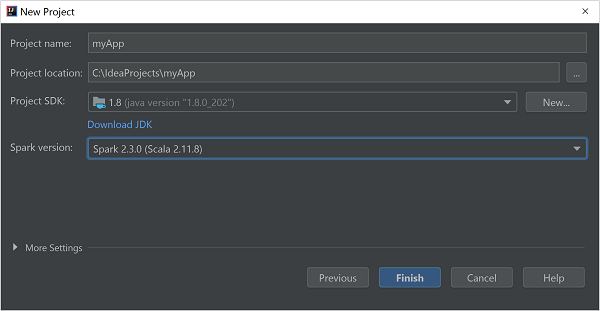 New Project
Project name: myApp
Project location: C:\IdeaProjects\myApp ...
Project SDK: 1.8 (java version "1.8.0_202") New...
Download JDK
Spark version: Spark 2.3.0 (Scala 2.11.8)
More Settings
Previous Finish Cancel Help